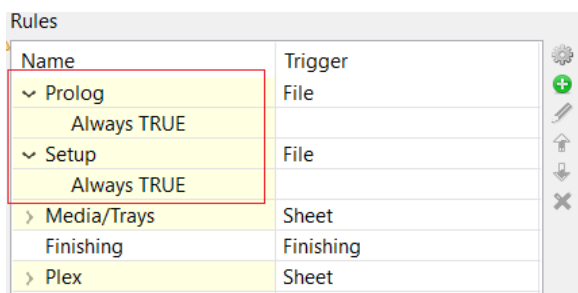 Rules
Name Trigger
Prolog File
Always TRUE
Setup File
Always TRUE
Media/Trays Sheet
Finishing Finishing
Plex Sheet